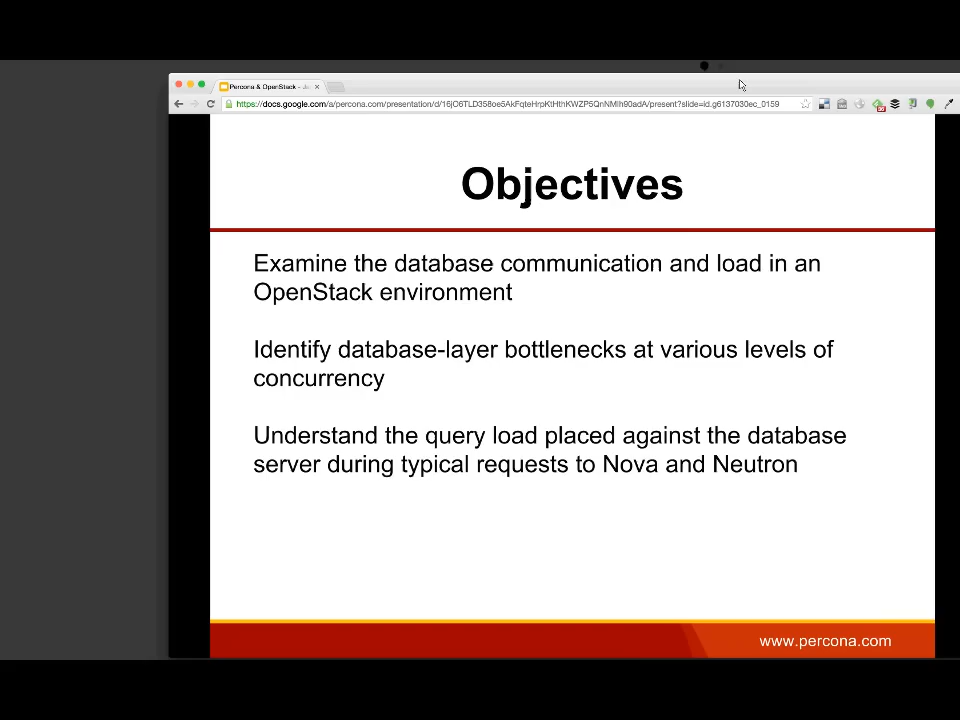 Percona & OpenStack -
https://docs.google.com/a/percona.com/presentation/d/16jO6TLD358oe5AkFqteHrpKtHthKWZP5QnNMlh90adA/present?slide=id.g6137030ec_0159
Objectives
Examine the database communication and load in an
OpenStack environment
Identify database-layer bottlenecks at various levels of
concurrency
Understand the query load placed against the database
server during typical requests to Nova and Neutron
www.percona.com